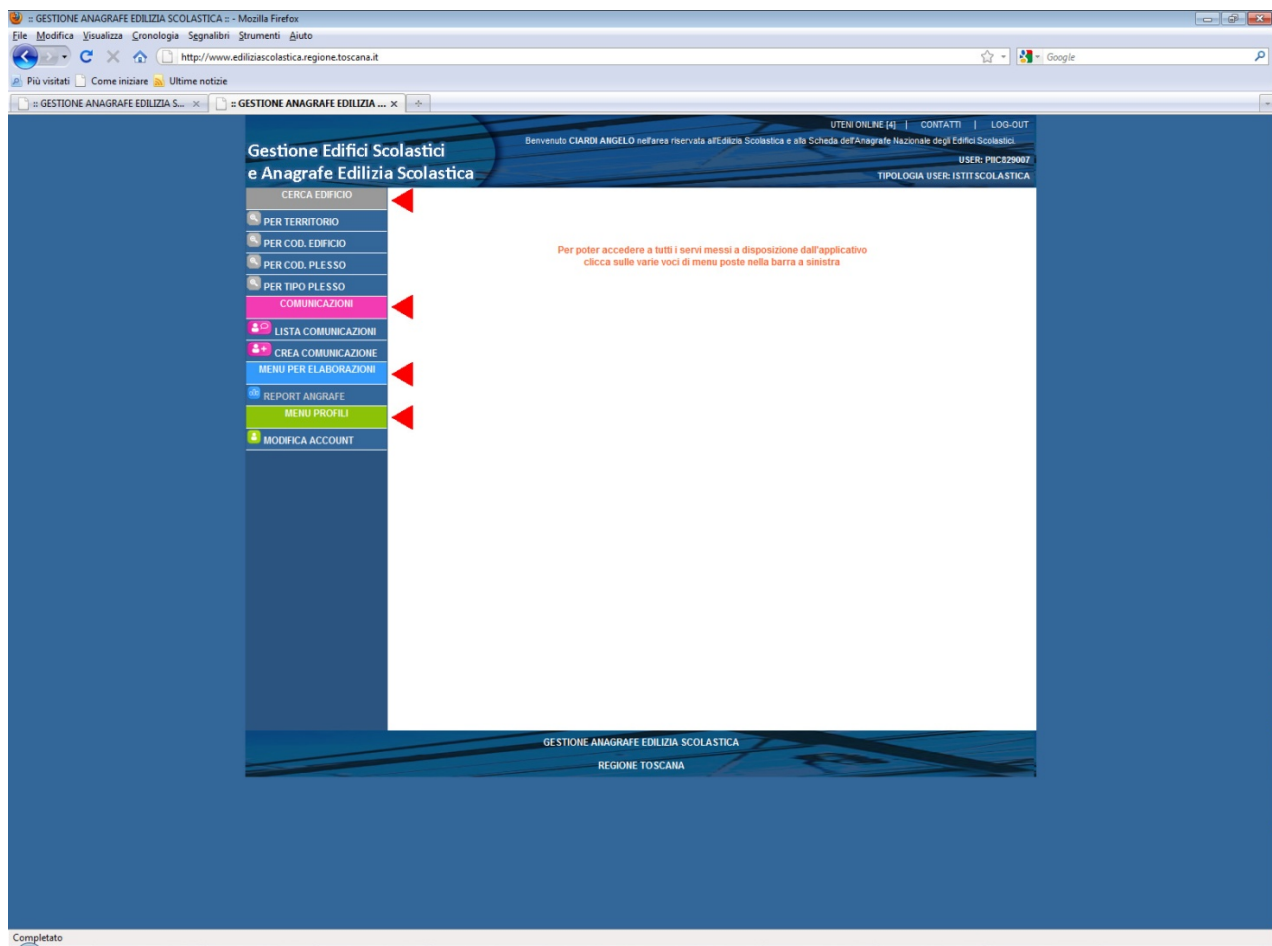 :: GESTIONE ANAGRAFE EDILIZIA SCOLASTICA :: - Mozilla Firefox
File Modifica Visualizza Cronologia Segnalibri Strumenti Aiuto
http://www.ediliziascolastica.regione.toscana.it
Google
Più visitati Come iniziare Ultime notizie
:: GESTIONE ANAGRAFE EDILIZIA S...
:: GESTIONE ANAGRAFE EDILIZIA ...
UTENI ONLINE [4] | CONTATTI | LOG-OUT
Benvenuto CIARDI ANGELO nell'area riservata all'Edilizia Scolastica e alla Scheda dell'Anagrafe Nazionale degli Edifici Scolastici.
Gestione Edifici Scolastici
e Anagrafe Edilizia Scolastica
USER: PIIC829007
TIPOLOGIA USER: ISTIT SCOLASTICA
CERCA EDIFICIO
PER TERRITORIO
PER COD. EDIFICIO
PER COD. PLESSO
PER TIPO PLESSO
COMUNICAZIONI
LISTA COMUNICAZIONI
CREA COMUNICAZIONE
MENU PER ELABORAZIONI
REPORT ANGRAFE
MENU PROFILI
MODIFICA ACCOUNT
Per poter accedere a tutti i servi messi a disposizione dall'applicativo
clicca sulle varie voci di menu poste nella barra a sinistra
GESTIONE ANAGRAFE EDILIZIA SCOLASTICA
REGIONE TOSCANA
Completato